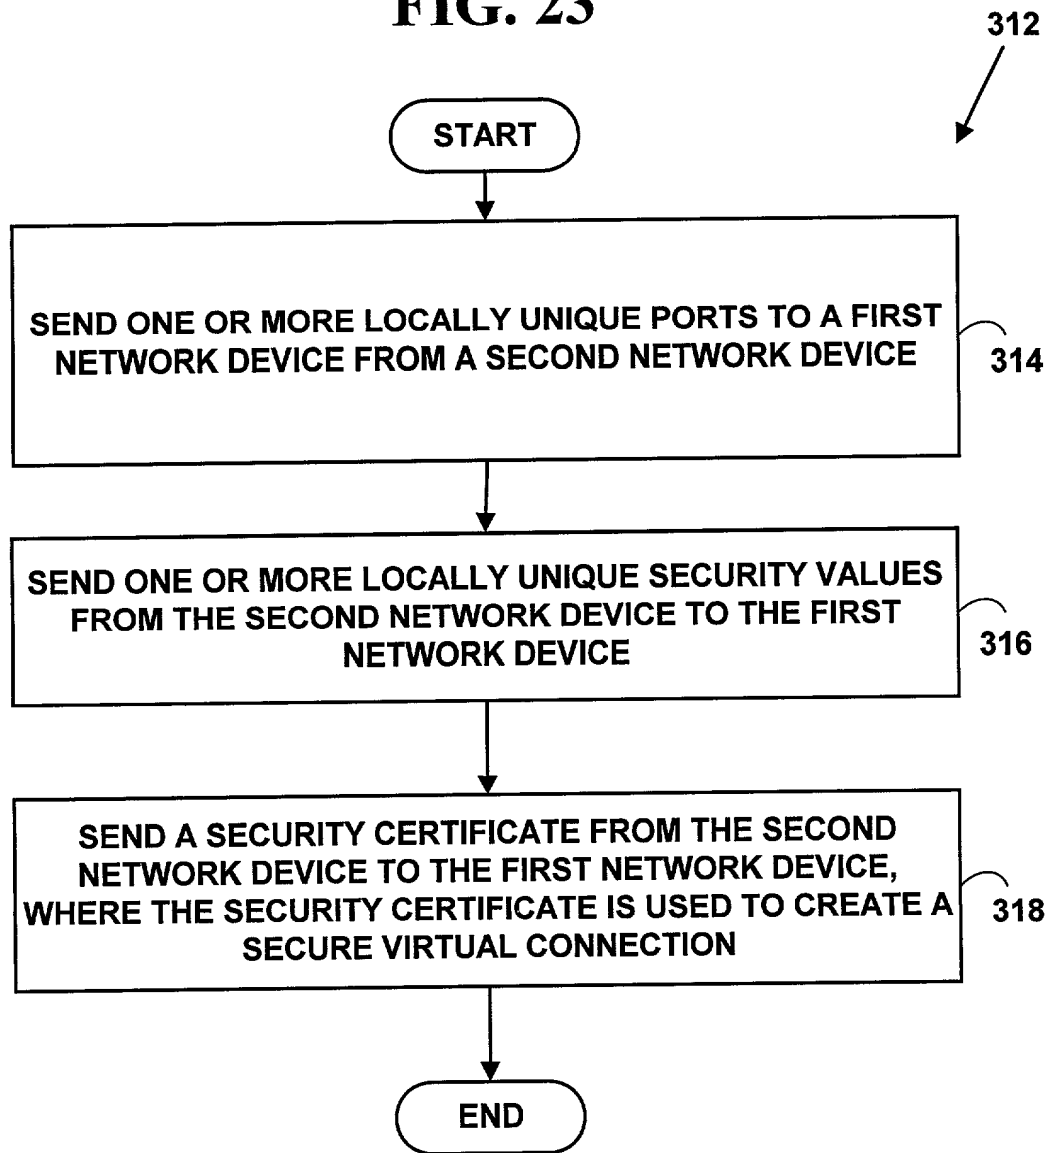 FIG. 23
312
START
SEND ONE OR MORE LOCALLY UNIQUE PORTS TO A FIRST
NETWORK DEVICE FROM A SECOND NETWORK DEVICE
314
SEND ONE OR MORE LOCALLY UNIQUE SECURITY VALUES
FROM THE SECOND NETWORK DEVICE TO THE FIRST
NETWORK DEVICE
316
SEND A SECURITY CERTIFICATE FROM THE SECOND
NETWORK DEVICE TO THE FIRST NETWORK DEVICE,
WHERE THE SECURITY CERTIFICATE IS USED TO CREATE A
SECURE VIRTUAL CONNECTION
318
END